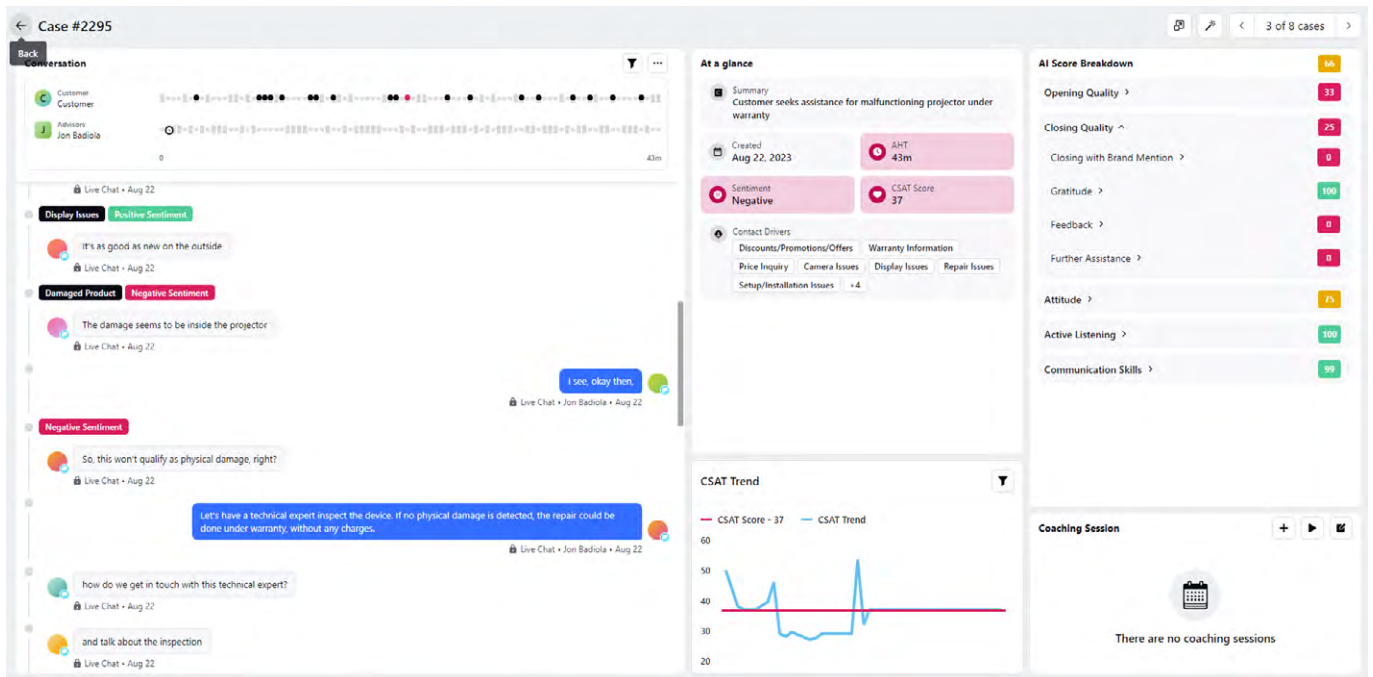 Case #2295
3 of 8 cases
Back
Conversation
Customer
Customer
Advisors
Jon Badiola
0
43m
Live Chat • Aug 22
Display Issues
Positive Sentiment
It's as good as new on the outside
Live Chat • Aug 22
Damaged Product
Negative Sentiment
The damage seems to be inside the projector
Live Chat • Aug 22
I see, okay then,
Live Chat • Jon Badiola • Aug 22
Negative Sentiment
So, this won't qualify as physical damage, right?
Live Chat • Aug 22
Let's have a technical expert inspect the device. If no physical damage is detected, the repair could be
done under warranty, without any charges.
Live Chat • Jon Badiola • Aug 22
how do we get in touch with this technical expert?
Live Chat • Aug 22
and talk about the inspection
Live Chat • Aug 22
At a glance
Summary
Customer seeks assistance for malfunctioning projector under
warranty
Created
Aug 22, 2023
AHT
43m
Sentiment
Negative
CSAT Score
37
Contact Drivers
Discounts/Promotions/Offers
Warranty Information
Price Inquiry
Camera Issues
Display Issues
Repair Issues
Setup/Installation Issues
+4
CSAT Trend
CSAT Score - 37
CSAT Trend
60
50
40
30
20
AI Score Breakdown
66
Opening Quality
33
Closing Quality
25
Closing with Brand Mention
0
Gratitude
100
Feedback
0
Further Assistance
0
Attitude
75
Active Listening
100
Communication Skills
99
Coaching Session
There are no coaching sessions
C
J